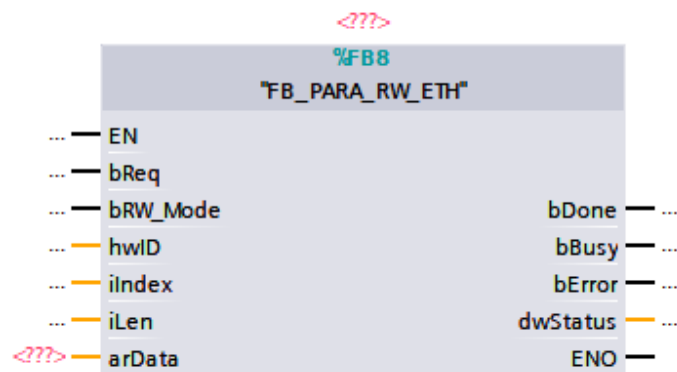 <???>
%FB8
"FB_PARA_RW_ETH"
... EN
... bReq
... bRW_Mode bDone ...
... hwID bBusy ...
... iIndex bError ...
... iLen dwStatus ...
<???> arData ENO